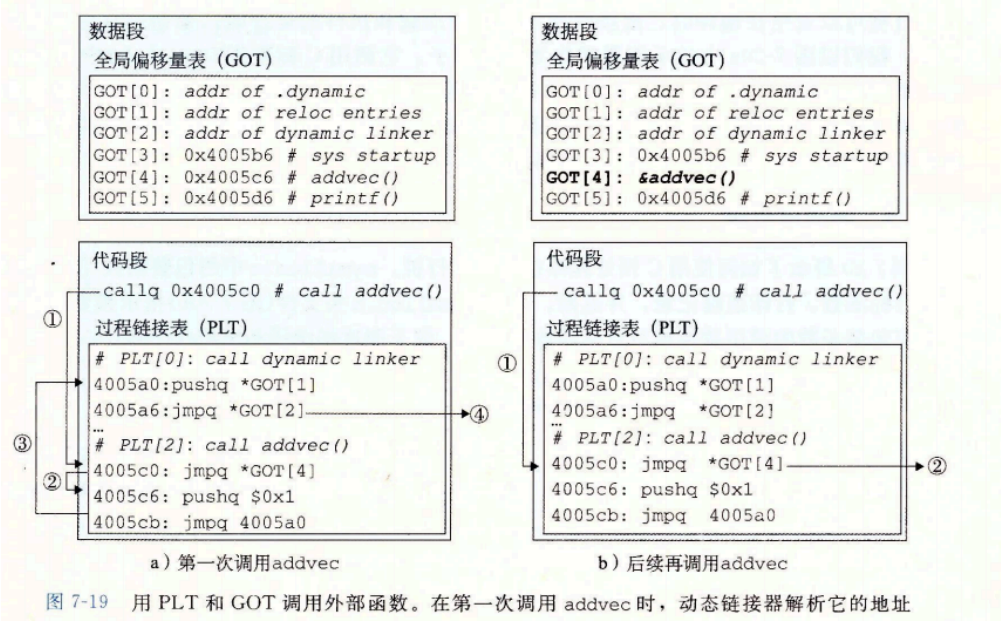 数据段
全局偏移量表（GOT）
GOT[0]: addr of .dynamic
GOT[1]: addr of reloc entries
GOT[2]: addr of dynamic linker
GOT[3]: 0x4005b6 # sys startup
GOT[4]: 0x4005c6 # addvec()
GOT[5]: 0x4005d6 # printf()
代码段
callq 0x4005c0 # call addvec()
①
过程链接表（PLT）
# PLT[0]: call dynamic linker
4005a0:pushq *GOT[1]
4005a6:jmpq *GOT[2]
④
…
③
# PLT[2]: call addvec()
4005c0: jmpq *GOT[4]
②
4005c6: pushq $0x1
4005cb: jmpq 4005a0
a）第一次调用addvec
数据段
全局偏移量表（GOT）
GOT[0]: addr of .dynamic
GOT[1]: addr of reloc entries
GOT[2]: addr of dynamic linker
GOT[3]: 0x4005b6 # sys startup
GOT[4]: &addvec()
GOT[5]: 0x4005d6 # printf()
代码段
callq 0x4005c0 # call addvec()
过程链接表（PLT）
①
# PLT[0]: call dynamic linker
4005a0:pushq *GOT[1]
4005a6:jmpq *GOT[2]
…
# PLT[2]: call addvec()
4005c0: jmpq *GOT[4]
②
4005c6: pushq $0x1
4005cb: jmpq 4005a0
b）后续再调用addvec
图 7-19 用 PLT 和 GOT 调用外部函数。在第一次调用 addvec 时，动态链接器解析它的地址